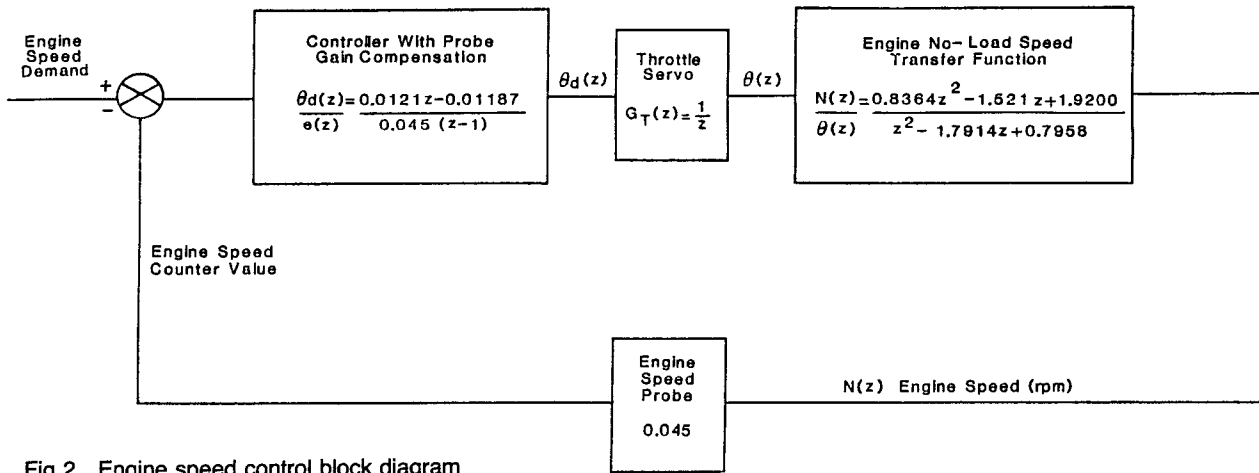 Engine
Speed
Demand
+
−
Controller With Probe
Gain Compensation
θd(z)=0.0121z-0.01187
e(z) 0.045 (z-1)
θd(z)
Throttle
Servo
G_T(z)=1
z
θ(z)
Engine No-Load Speed
Transfer Function
N(z)=0.8364z² -1.521 z+1.9200
θ(z) z² - 1.7914z+0.7958
Engine Speed
Counter Value
Engine
Speed
Probe
0.045
N(z) Engine Speed (rpm)
Fig 2 Engine speed control block diagram